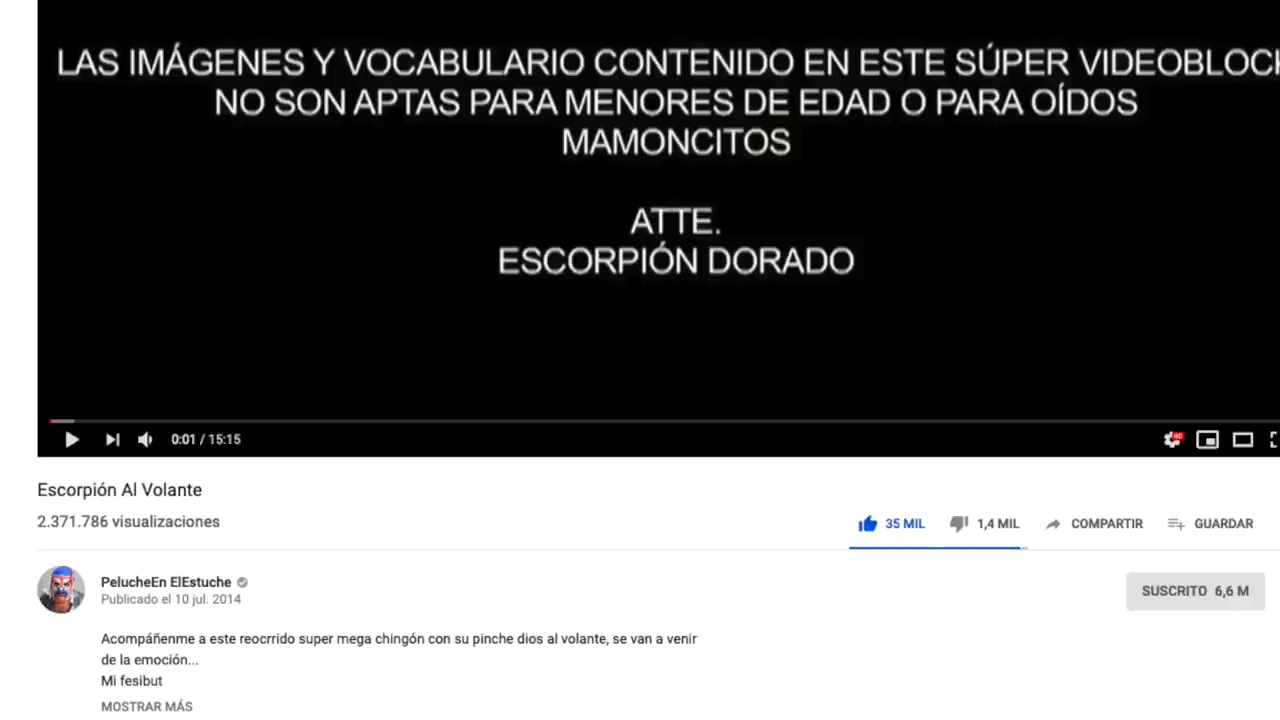 LAS IMÁGENES Y VOCABULARIO CONTENIDO EN ESTE SÚPER VIDEOBLOCK
NO SON APTAS PARA MENORES DE EDAD O PARA OÍDOS
MAMONCITOS
ATTE.
ESCORPIÓN DORADO
0:01 / 15:15
HD
Escorpión Al Volante
2.371.786 visualizaciones
35 MIL
1,4 MIL
COMPARTIR
GUARDAR
PelucheEn ElEstuche
Publicado el 10 jul. 2014
SUSCRITO 6,6 M
Acompáñenme a este reocrrido super mega chingón con su pinche dios al volante, se van a venir
de la emoción...
Mi fesibut
MOSTRAR MÁS